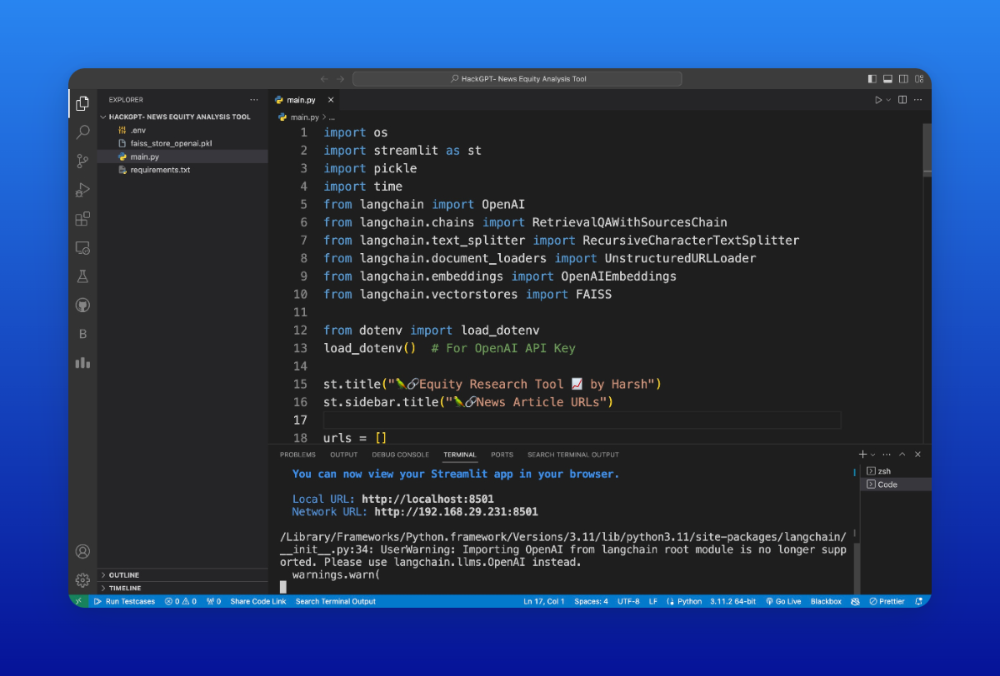 HackGPT- News Equity Analysis Tool
EXPLORER
HACKGPT- NEWS EQUITY ANALYSIS TOOL
.env
faiss_store_openai.pkl
main.py
requirements.txt
OUTLINE
TIMELINE
main.py
main.py > ...
1 import os
2 import streamlit as st
3 import pickle
4 import time
5 from langchain import OpenAI
6 from langchain.chains import RetrievalQAWithSourcesChain
7 from langchain.text_splitter import RecursiveCharacterTextSplitter
8 from langchain.document_loaders import UnstructuredURLLoader
9 from langchain.embeddings import OpenAIEmbeddings
10 from langchain.vectorstores import FAISS
11
12 from dotenv import load_dotenv
13 load_dotenv()  # For OpenAI API Key
14
15 st.title("🦜🔗Equity Research Tool 📈 by Harsh")
16 st.sidebar.title("🦜🔗News Article URLs")
17
18 urls = []
PROBLEMS OUTPUT DEBUG CONSOLE TERMINAL PORTS SEARCH TERMINAL OUTPUT
You can now view your Streamlit app in your browser.
Local URL: http://localhost:8501
Network URL: http://192.168.29.231:8501
/Library/Frameworks/Python.framework/Versions/3.11/lib/python3.11/site-packages/langchain/
__init__.py:34: UserWarning: Importing OpenAI from langchain root module is no longer supp
orted. Please use langchain.llms.OpenAI instead.
warnings.warn(
zsh
Code
B
Run Testcases 0 0 0 Share Code Link Search Terminal Output Ln 17, Col 1 Spaces: 4 UTF-8 LF Python 3.11.2 64-bit Go Live Blackbox Prettier